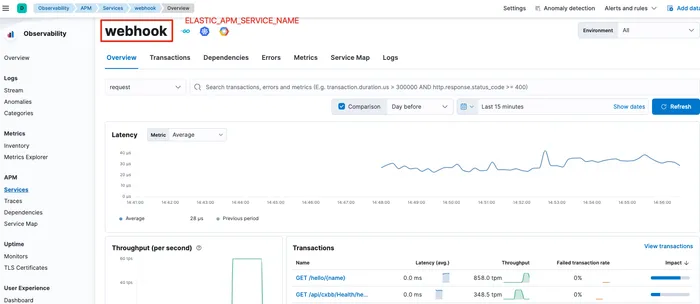 D Observability APM Services webhook Overview Settings Anomaly detection Alerts and rules Add data
ELASTIC_APM_SERVICE_NAME
Observability
webhook
Environment All
Overview Transactions Dependencies Errors Metrics Service Map Logs
Overview
Logs
Stream
Anomalies
Categories
Metrics
Inventory
Metrics Explorer
APM
Services
Traces
Dependencies
Service Map
Uptime
Monitors
TLS Certificates
User Experience
Dashboard
request
Search transactions, errors and metrics (E.g. transaction.duration.us > 300000 AND http.response.status_code >= 400)
Comparison Day before Last 15 minutes Show dates Refresh
Latency Metric Average
40 μs
30 μs
20 μs
10 μs
0 μs
14:41:00 14:42:00 14:43:00 14:44:00 14:45:00 14:46:00 14:47:00 14:48:00 14:49:00 14:50:00 14:51:00 14:52:00 14:53:00 14:54:00 14:55:00 14:56:00
Average 28 μs Previous period
Throughput (per second)
Transactions View transactions
Name Latency (avg.) Throughput Failed transaction rate Impact
GET /hello/{name} 0.0 ms 858.0 tpm 0%
GET /api/cxbb/Health/he... 0.0 ms 348.5 tpm 0%